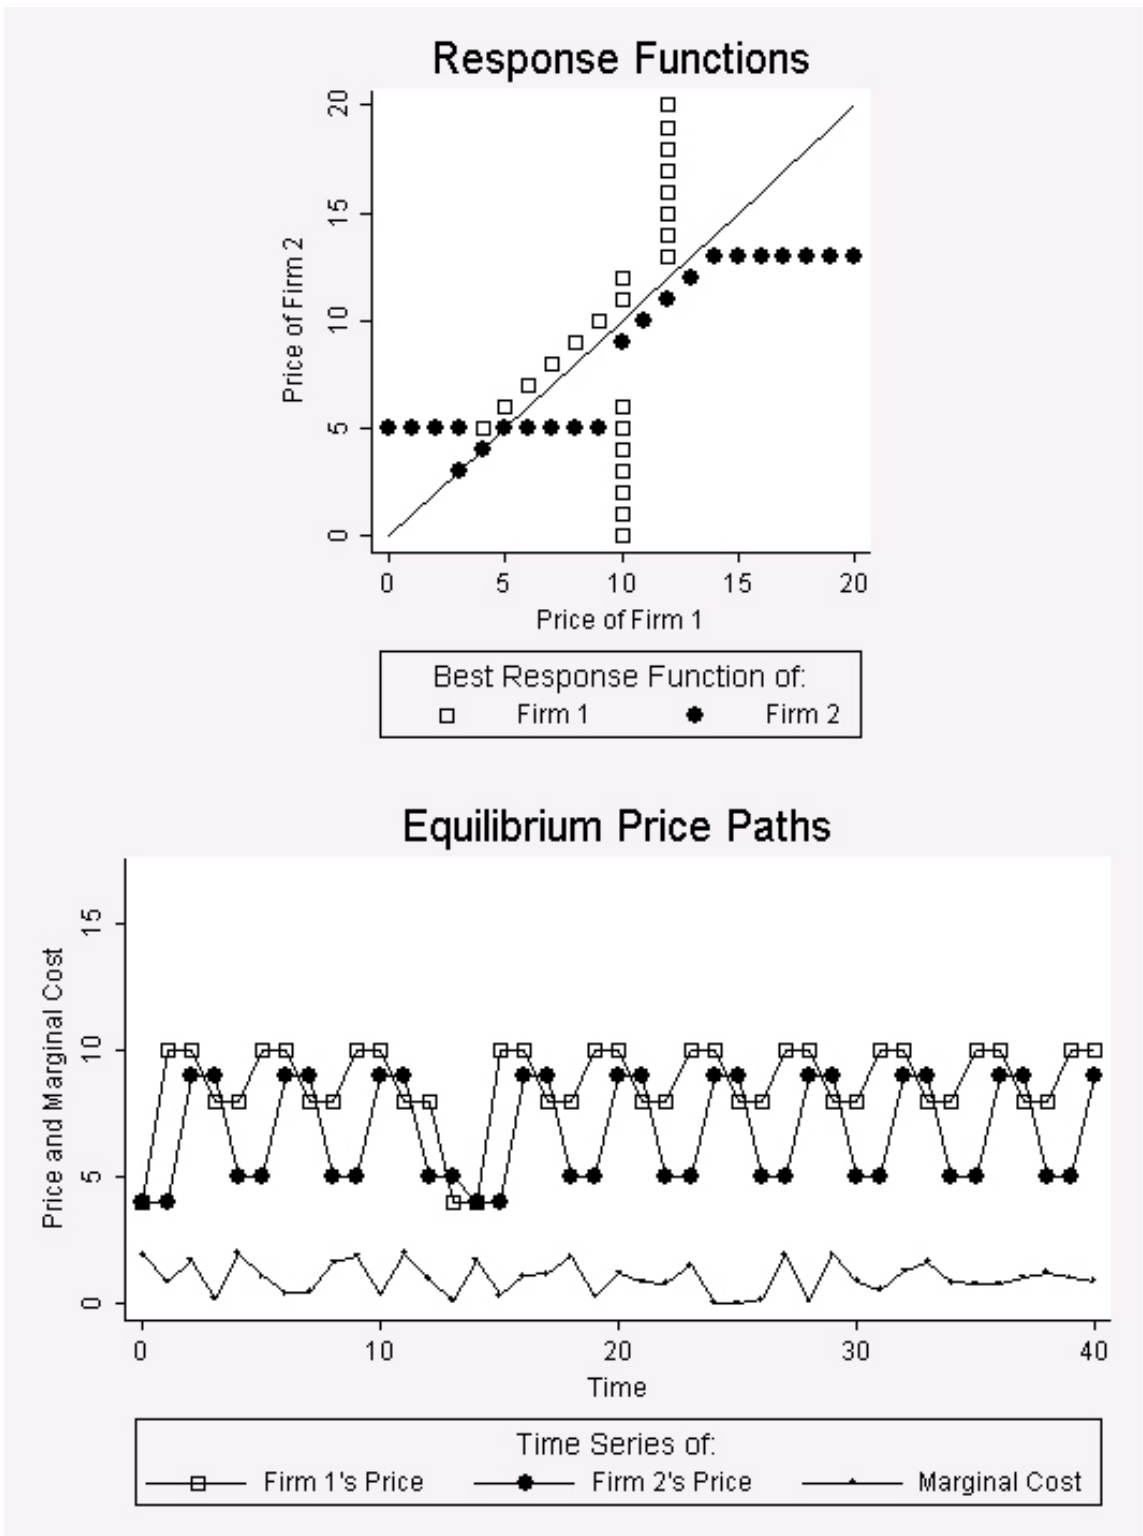 Response Functions
20
15
10
5
0
Price of Firm 2
0 5 10 15 20
Price of Firm 1
Best Response Function of:
Firm 1 Firm 2
Equilibrium Price Paths
15
10
5
0
Price and Marginal Cost
0 10 20 30 40
Time
Time Series of:
Firm 1's Price Firm 2's Price Marginal Cost